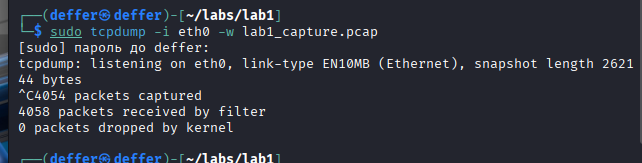 ┌──(deffer㉿deffer)-[~/labs/lab1]
└─$ sudo tcpdump -i eth0 -w lab1_capture.pcap
[sudo] пароль до deffer:
tcpdump: listening on eth0, link-type EN10MB (Ethernet), snapshot length 2621
44 bytes
^C4054 packets captured
4058 packets received by filter
0 packets dropped by kernel
┌──(deffer㉿deffer)-[~/labs/lab1]